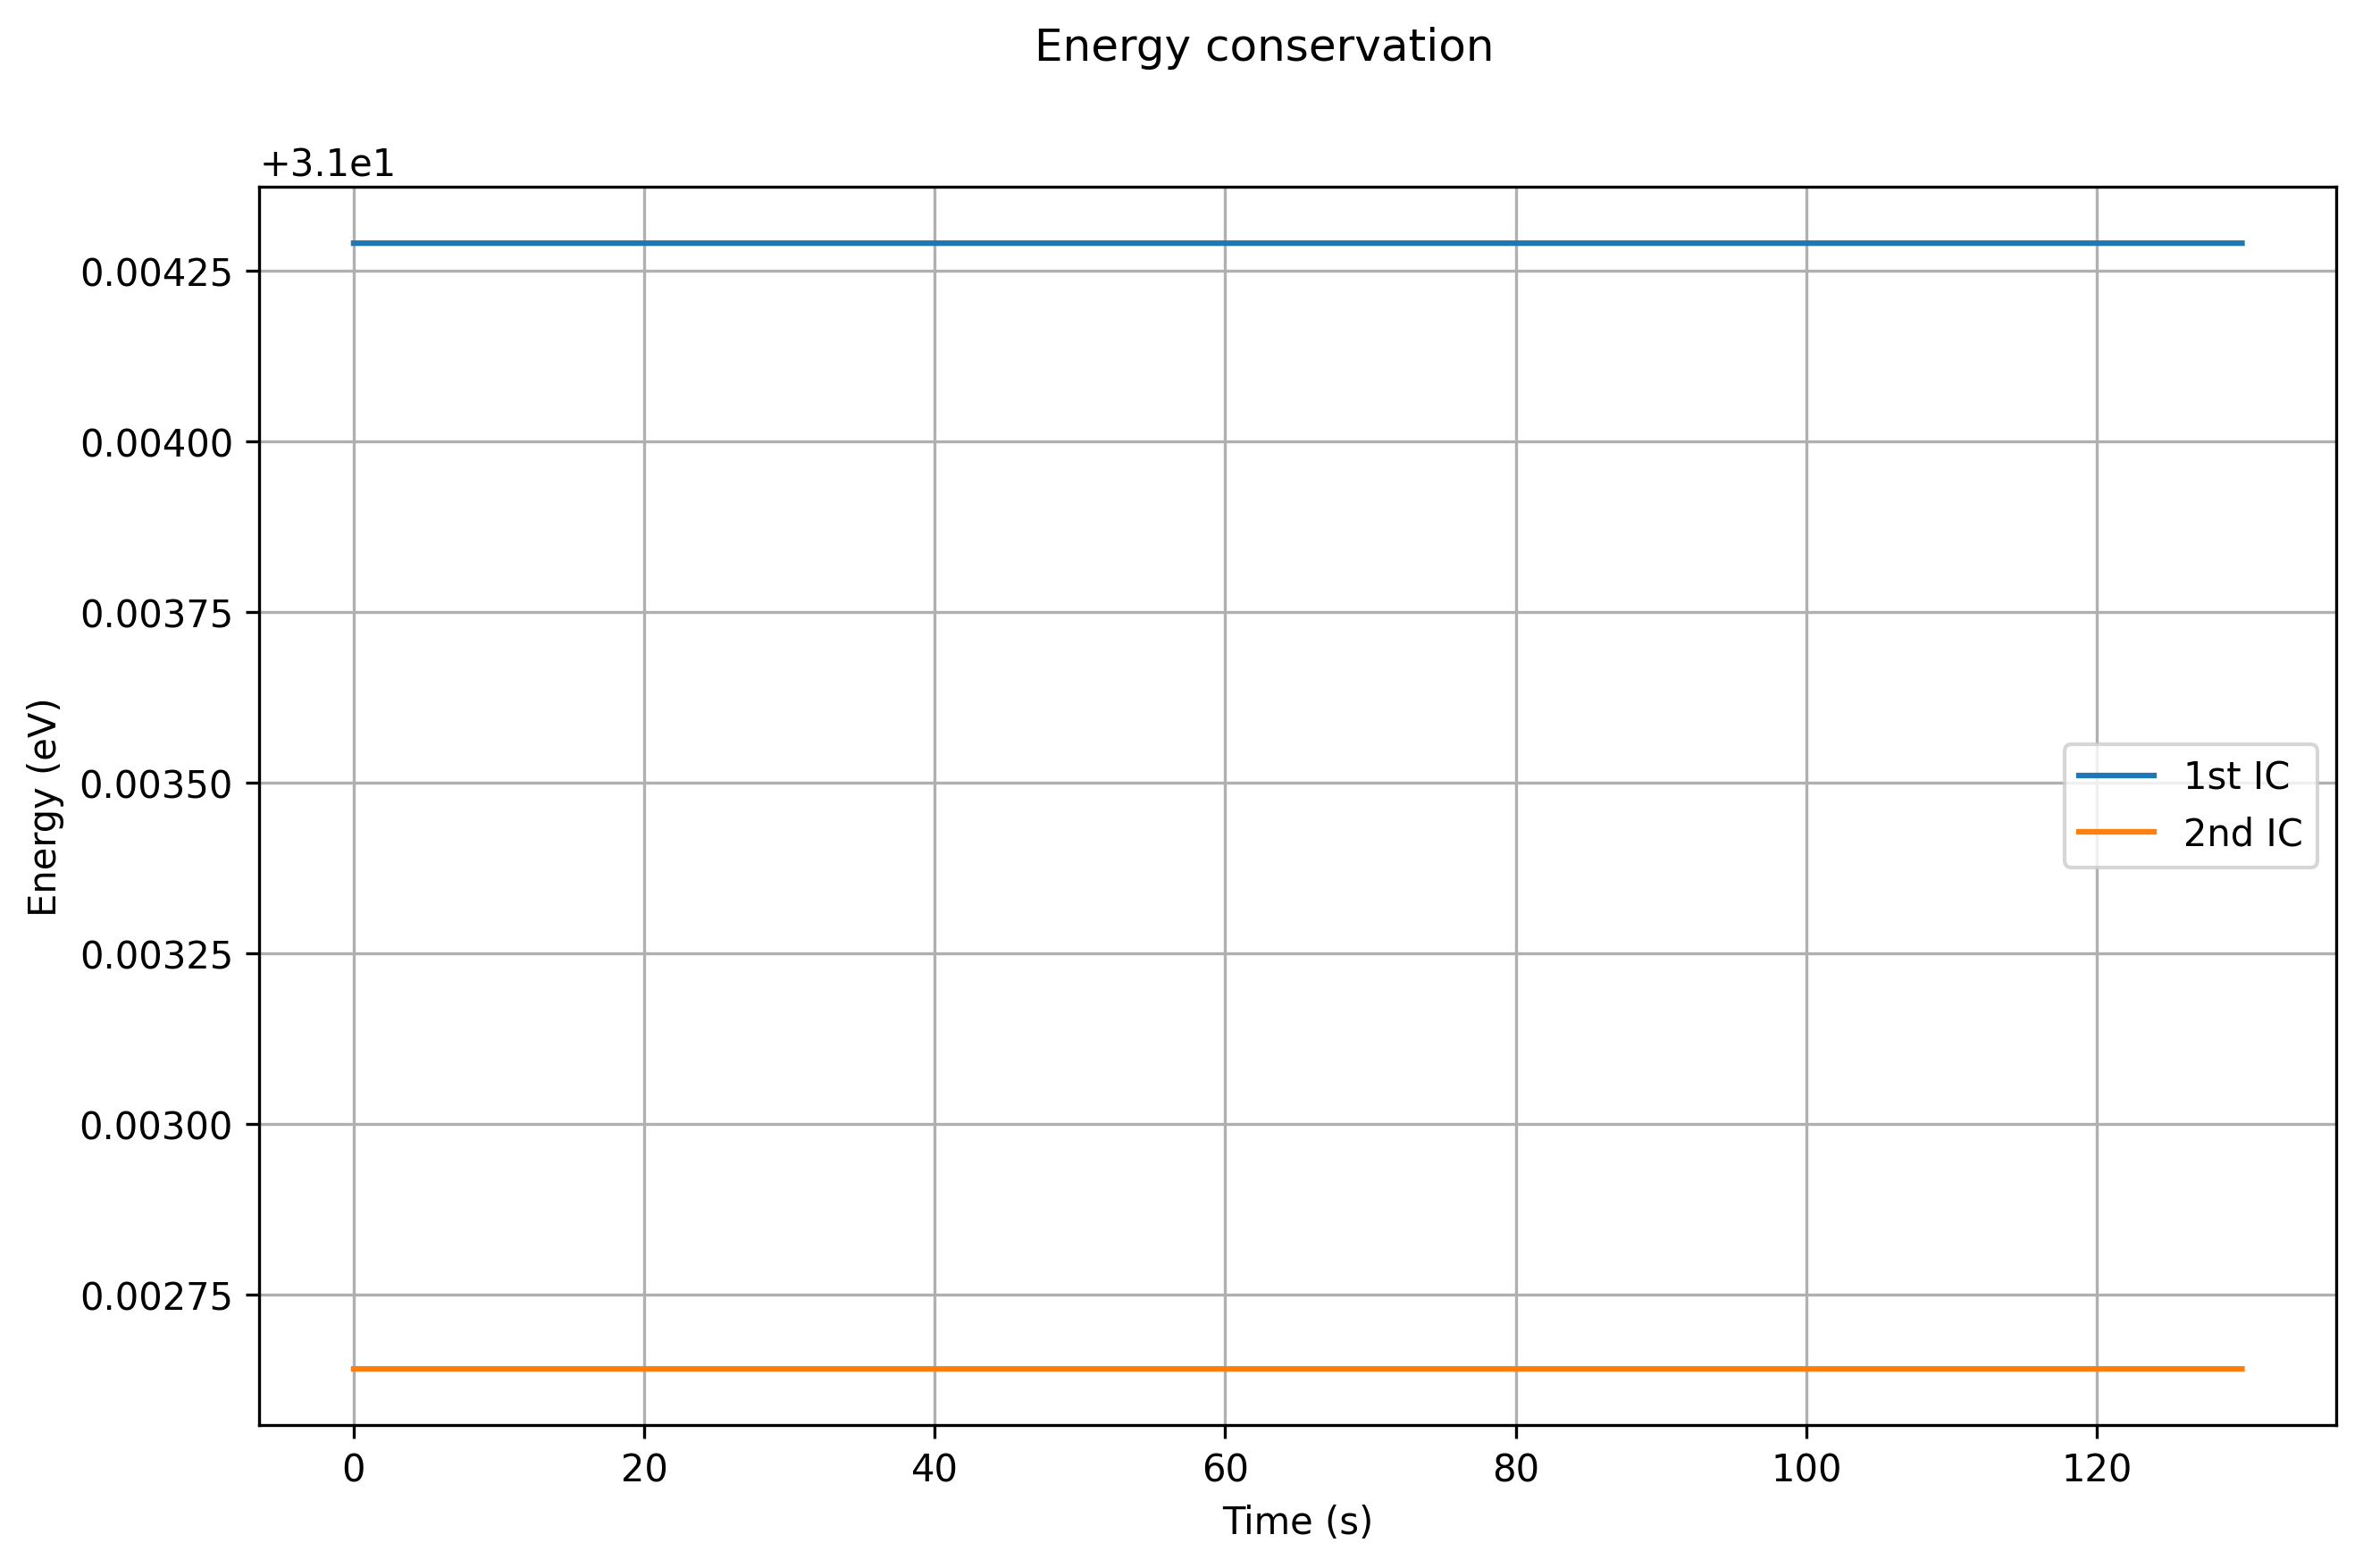 Energy conservation
+3.1e1
0.00425
0.00400
0.00375
0.00350
0.00325
0.00300
0.00275
Energy (eV)
1st IC
2nd IC
0 20 40 60 80 100 120
Time (s)